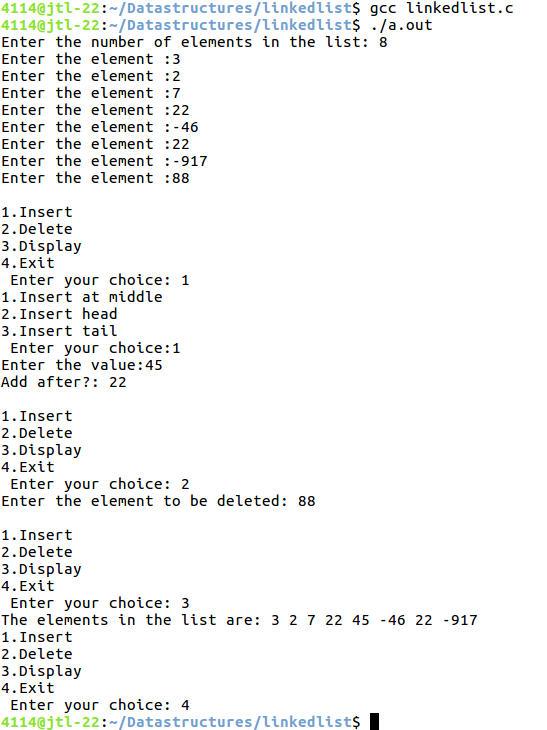 4114@jtl-22:~/Datastructures/linkedlist$ gcc linkedlist.c
4114@jtl-22:~/Datastructures/linkedlist$ ./a.out
Enter the number of elements in the list: 8
Enter the element :3
Enter the element :2
Enter the element :7
Enter the element :22
Enter the element :-46
Enter the element :22
Enter the element :-917
Enter the element :88

1.Insert
2.Delete
3.Display
4.Exit
 Enter your choice: 1
1.Insert at middle
2.Insert head
3.Insert tail
 Enter your choice:1
Enter the value:45
Add after?: 22

1.Insert
2.Delete
3.Display
4.Exit
 Enter your choice: 2
Enter the element to be deleted: 88

1.Insert
2.Delete
3.Display
4.Exit
 Enter your choice: 3
The elements in the list are: 3 2 7 22 45 -46 22 -917
1.Insert
2.Delete
3.Display
4.Exit
 Enter your choice: 4
4114@jtl-22:~/Datastructures/linkedlist$